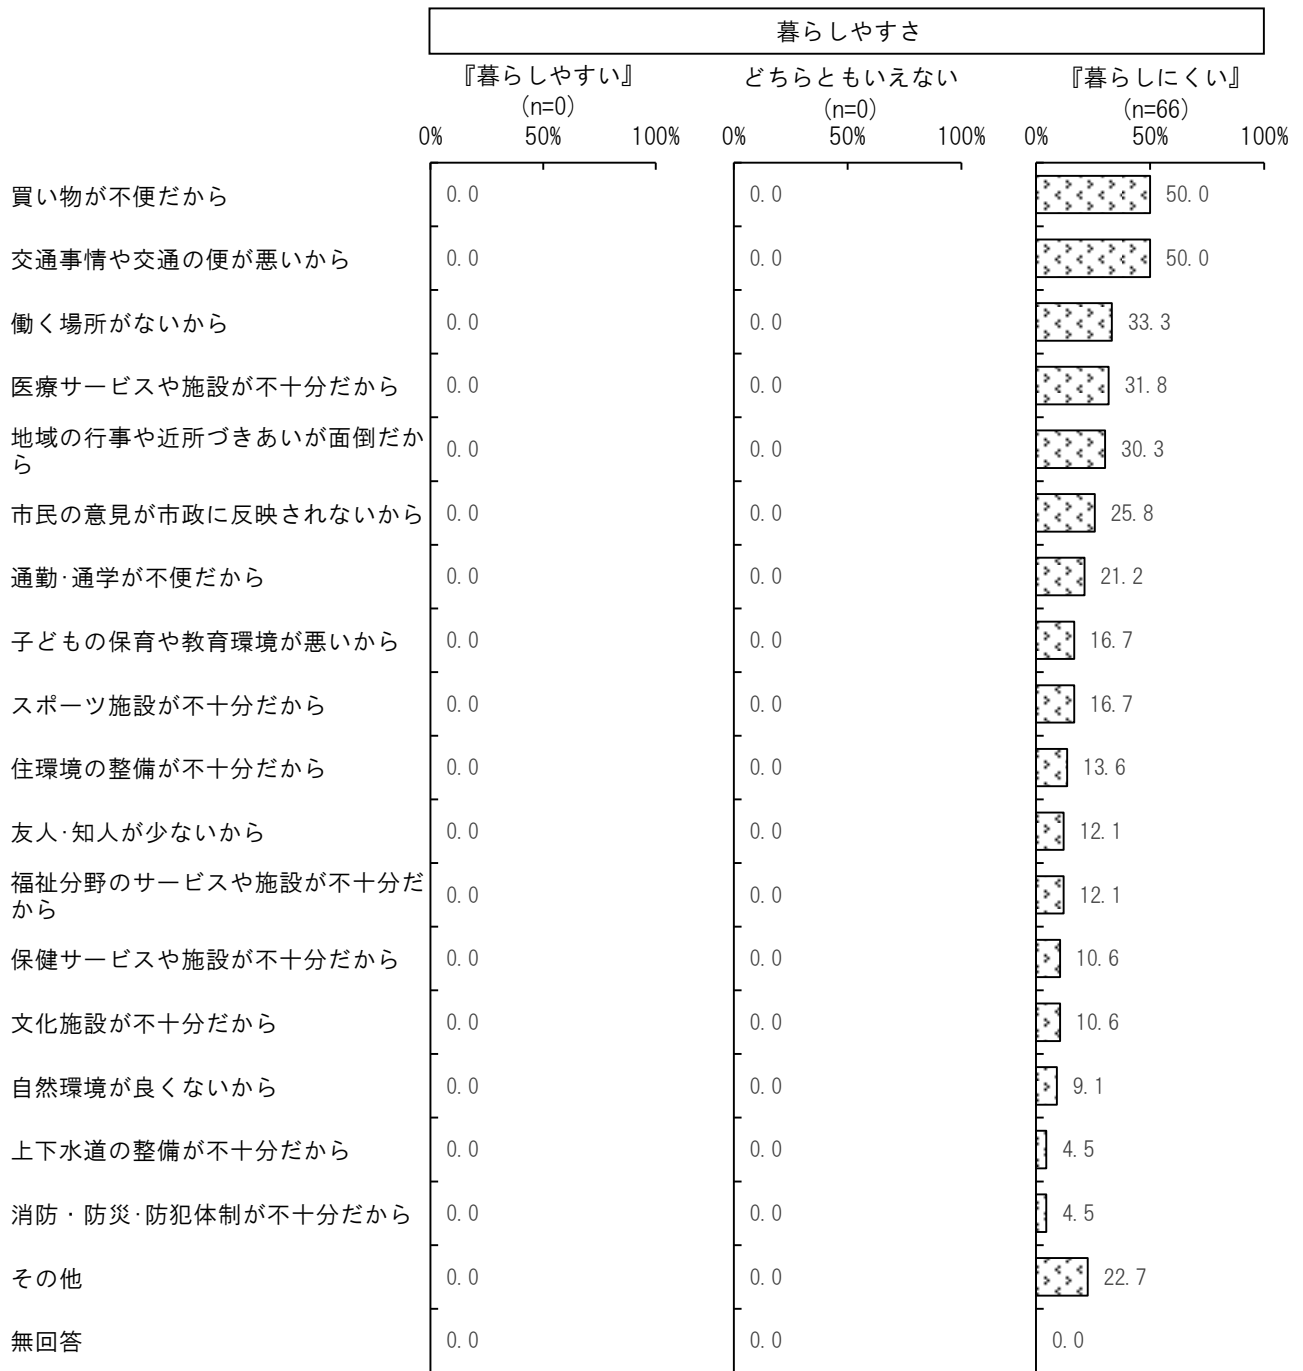 暮らしやすさ
『暮らしやすい』 どちらともいえない 『暮らしにくい』
(n=0) (n=0) (n=66)
0% 50% 100% 0% 50% 100% 0% 50% 100%
買い物が不便だから 0.0 0.0 50.0
交通事情や交通の便が悪いから 0.0 0.0 50.0
働く場所がないから 0.0 0.0 33.3
医療サービスや施設が不十分だから 0.0 0.0 31.8
地域の行事や近所づきあいが面倒だか
ら 0.0 0.0 30.3
市民の意見が市政に反映されないから 0.0 0.0 25.8
通勤・通学が不便だから 0.0 0.0 21.2
子どもの保育や教育環境が悪いから 0.0 0.0 16.7
スポーツ施設が不十分だから 0.0 0.0 16.7
住環境の整備が不十分だから 0.0 0.0 13.6
友人・知人が少ないから 0.0 0.0 12.1
福祉分野のサービスや施設が不十分だ
から 0.0 0.0 12.1
保健サービスや施設が不十分だから 0.0 0.0 10.6
文化施設が不十分だから 0.0 0.0 10.6
自然環境が良くないから 0.0 0.0 9.1
上下水道の整備が不十分だから 0.0 0.0 4.5
消防・防災・防犯体制が不十分だから 0.0 0.0 4.5
その他 0.0 0.0 22.7
無回答 0.0 0.0 0.0